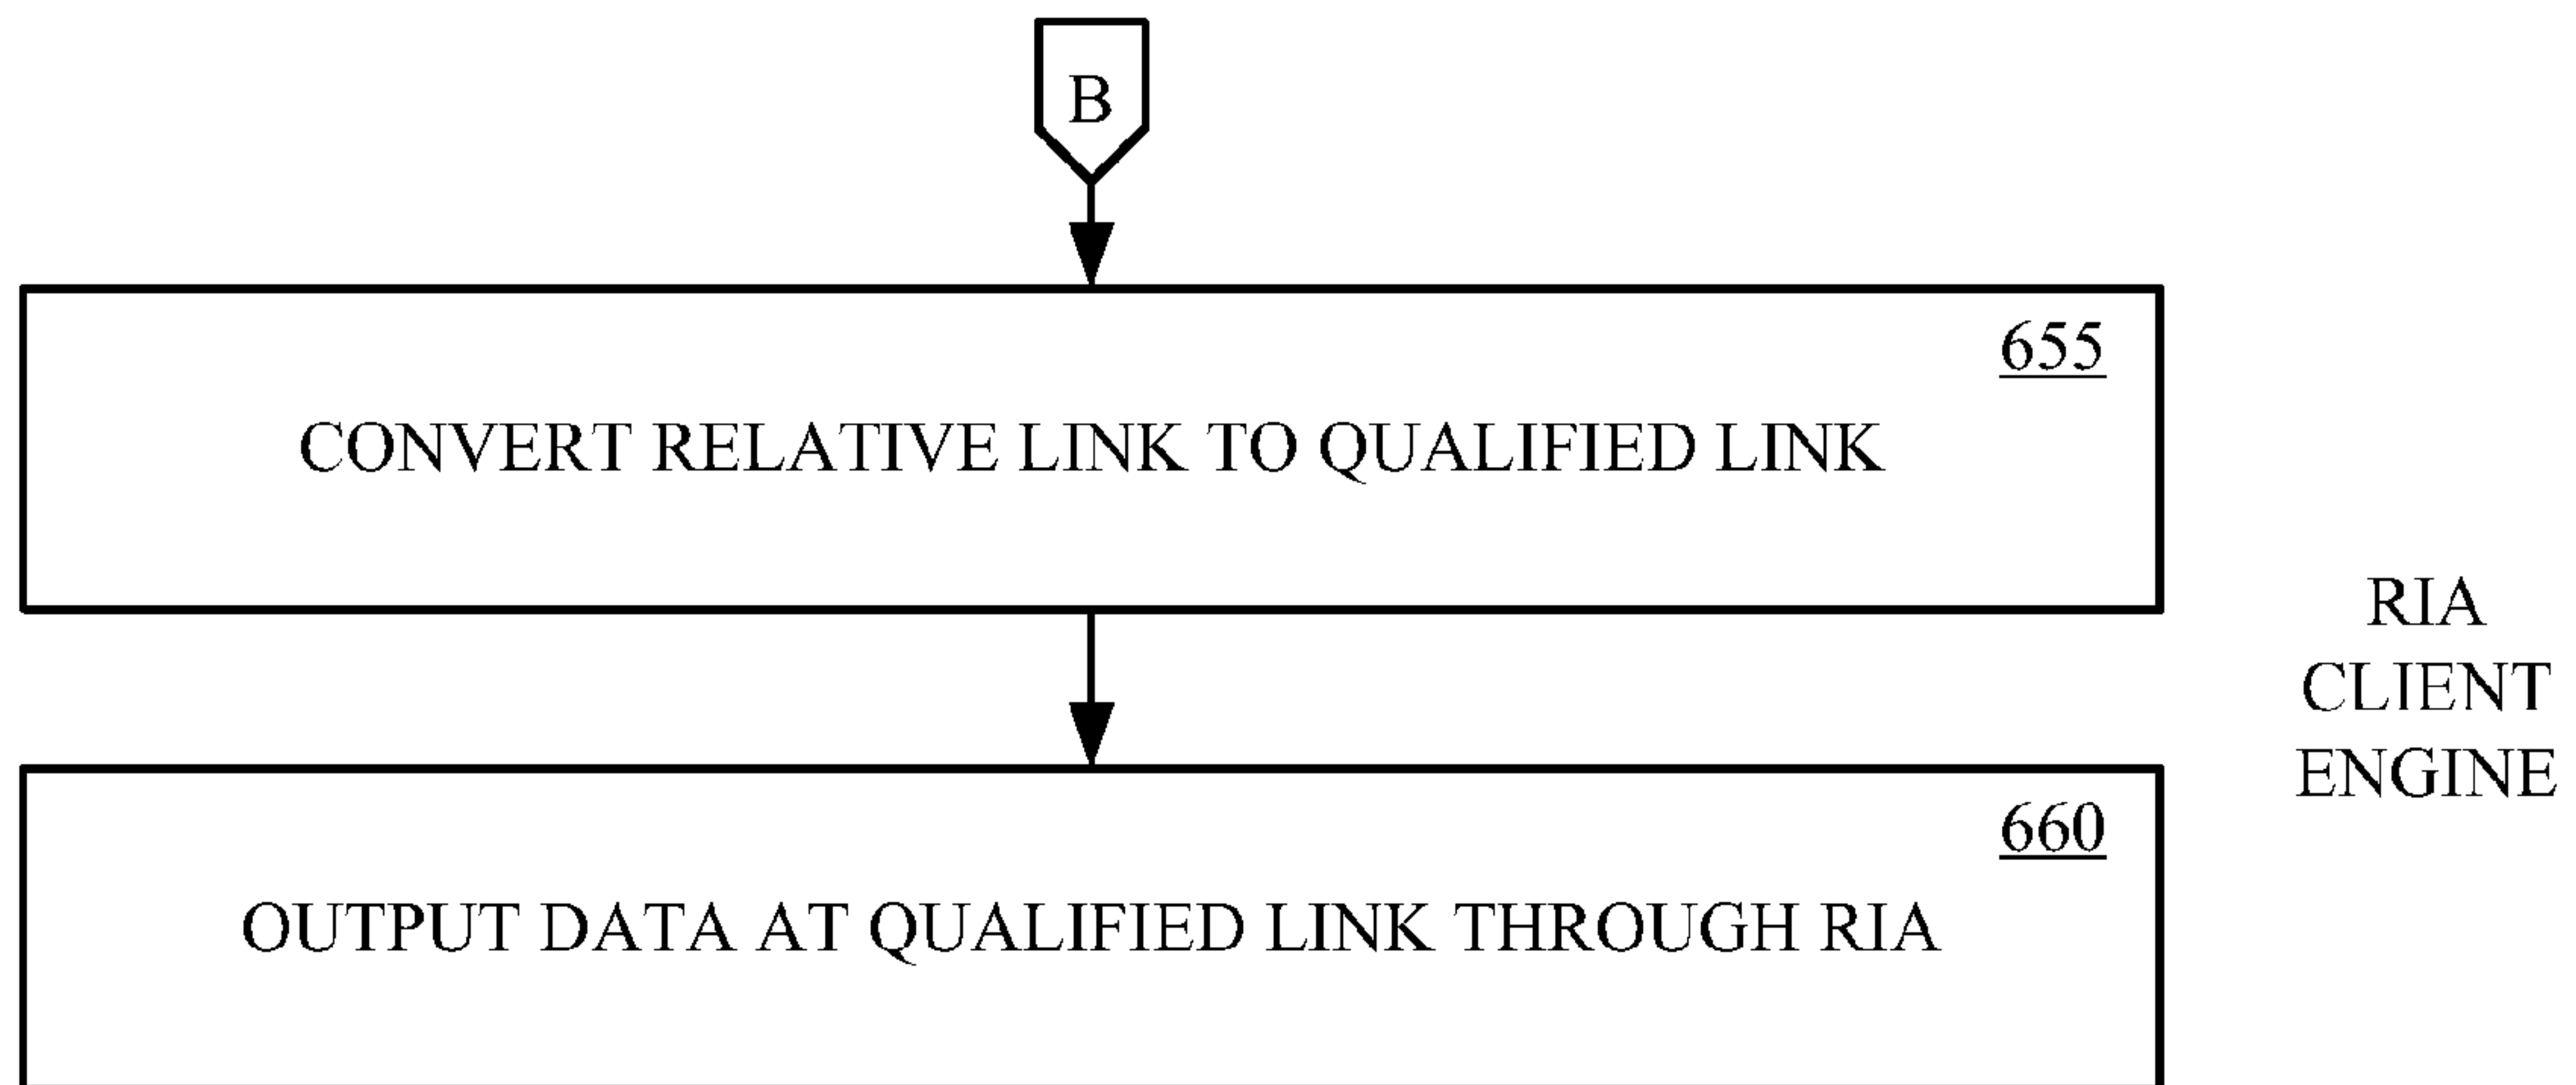 B
655
CONVERT RELATIVE LINK TO QUALIFIED LINK
RIA
CLIENT
ENGINE
660
OUTPUT DATA AT QUALIFIED LINK THROUGH RIA